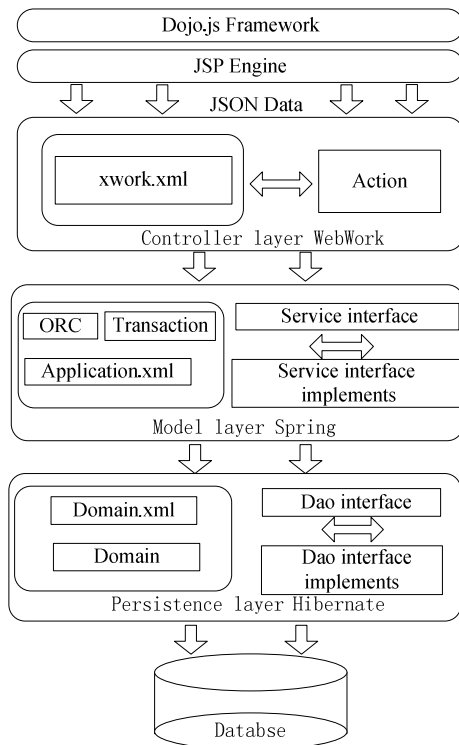 Dojo.js Framework
JSP Engine
JSON Data
xwork.xml
Action
Controller layer WebWork
ORC
Transaction
Application.xml
Service interface
Service interface
implements
Model layer Spring
Domain.xml
Domain
Dao interface
Dao interface
implements
Persistence layer Hibernate
Databse